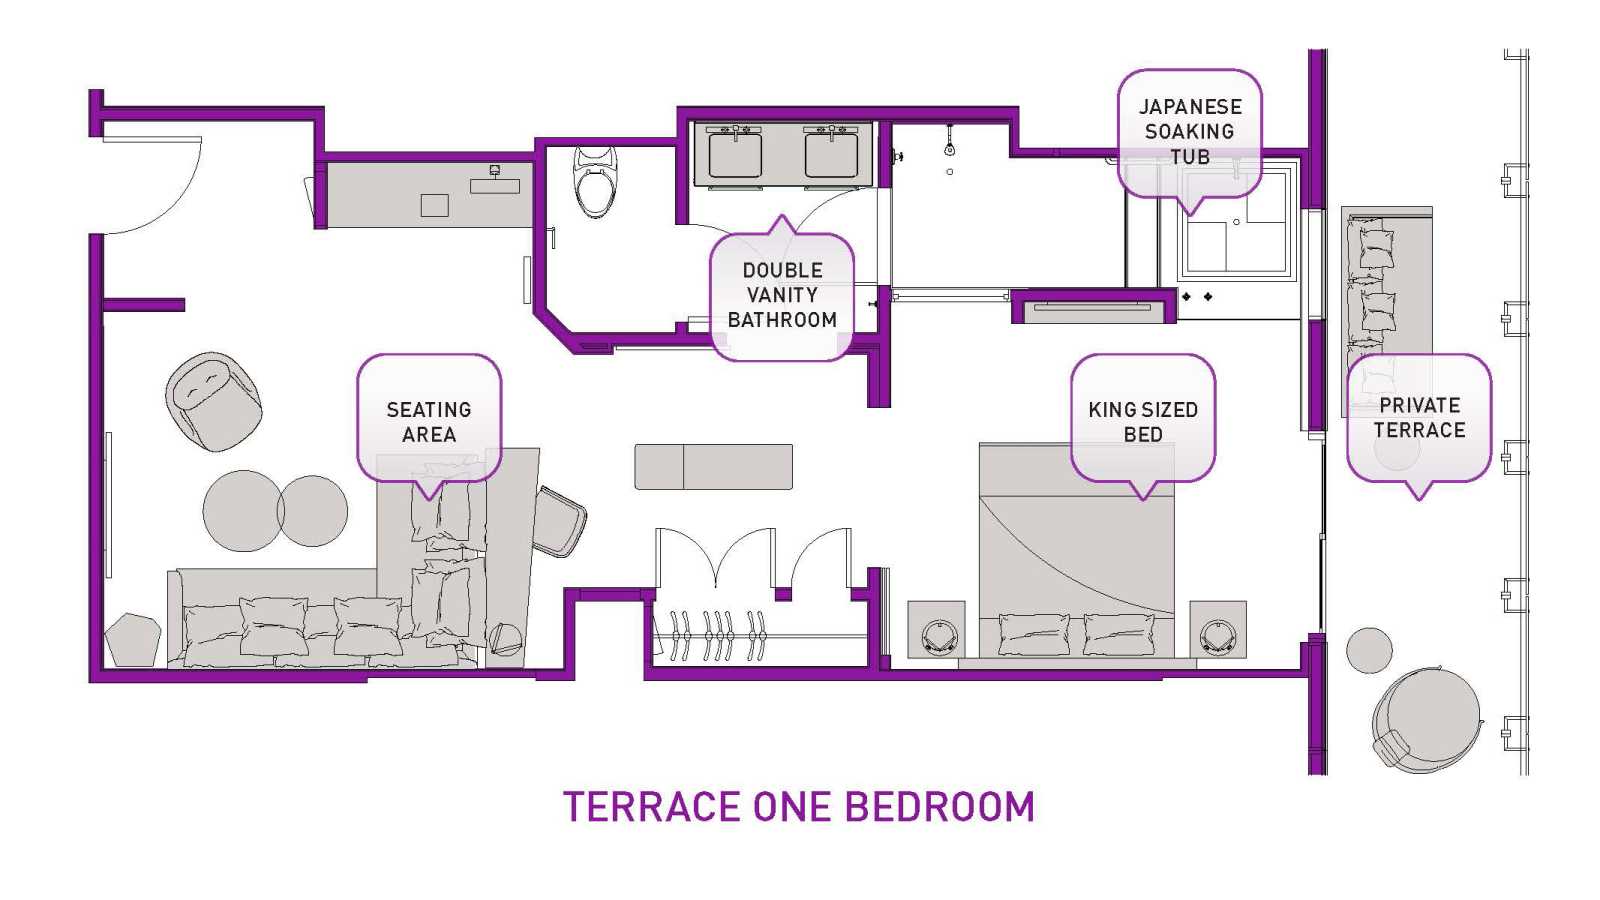 JAPANESE
SOAKING
TUB
DOUBLE
VANITY
BATHROOM
SEATING
AREA
KING SIZED
BED
PRIVATE
TERRACE
TERRACE ONE BEDROOM